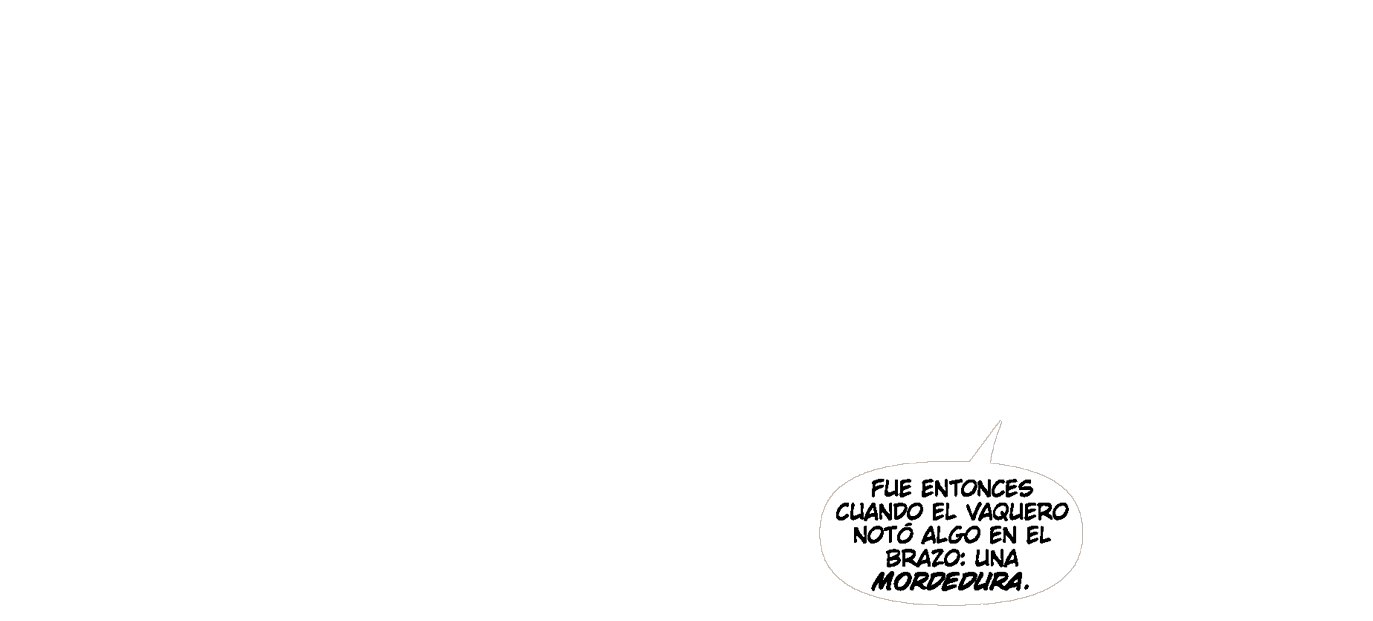 FUE ENTONCES
CUANDO EL VAQUERO
NOTÓ ALGO EN EL
BRAZO: UNA
MORDEDURA.